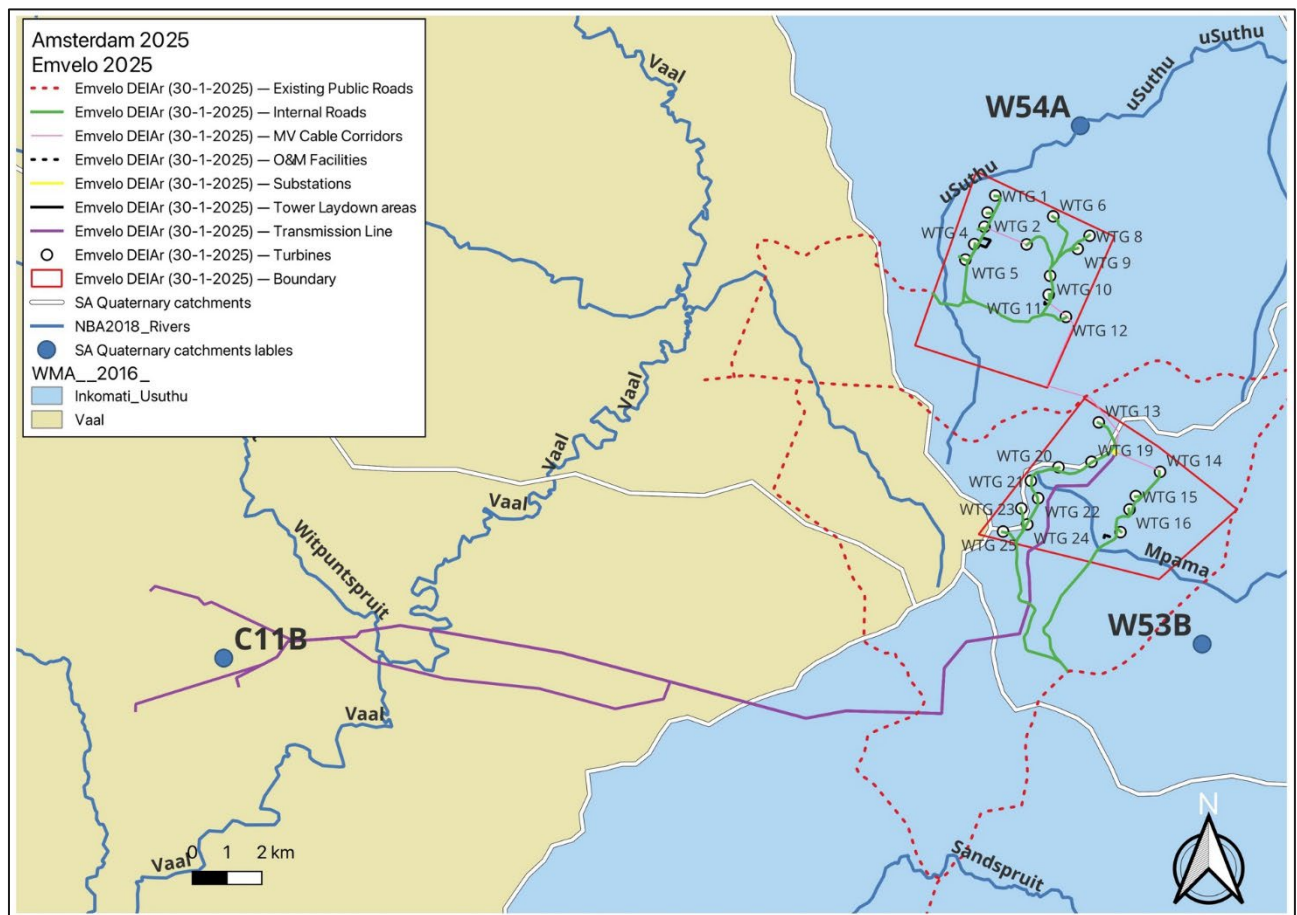 Amsterdam 2025
Emvelo 2025
Emvelo DEIAr (30-1-2025) — Existing Public Roads
Emvelo DEIAr (30-1-2025) — Internal Roads
Emvelo DEIAr (30-1-2025) — MV Cable Corridors
Emvelo DEIAr (30-1-2025) — O&M Facilities
Emvelo DEIAr (30-1-2025) — Substations
Emvelo DEIAr (30-1-2025) — Tower Laydown areas
Emvelo DEIAr (30-1-2025) — Transmission Line
Emvelo DEIAr (30-1-2025) — Turbines
Emvelo DEIAr (30-1-2025) — Boundary
SA Quaternary catchments
NBA2018_Rivers
SA Quaternary catchments lables
WMA__2016_
Inkomati_Usuthu
Vaal
Vaal
uSuthu
uSuthu
W54A
uSuthu
WTG 1
WTG 6
WTG 2
WTG 4
WTG 8
WTG 5
WTG 9
WTG 10
WTG 11
WTG 12
Vaal
WTG 13
Vaal
WTG 20
WTG 19
WTG 14
WTG 21
Vaal
WTG 15
WTG 23
WTG 22
WTG 16
WTG 25
WTG 24
Mpama
Witpuntspruit
C11B
W53B
Vaal
Vaal
0 1 2 km
Sandspruit
N